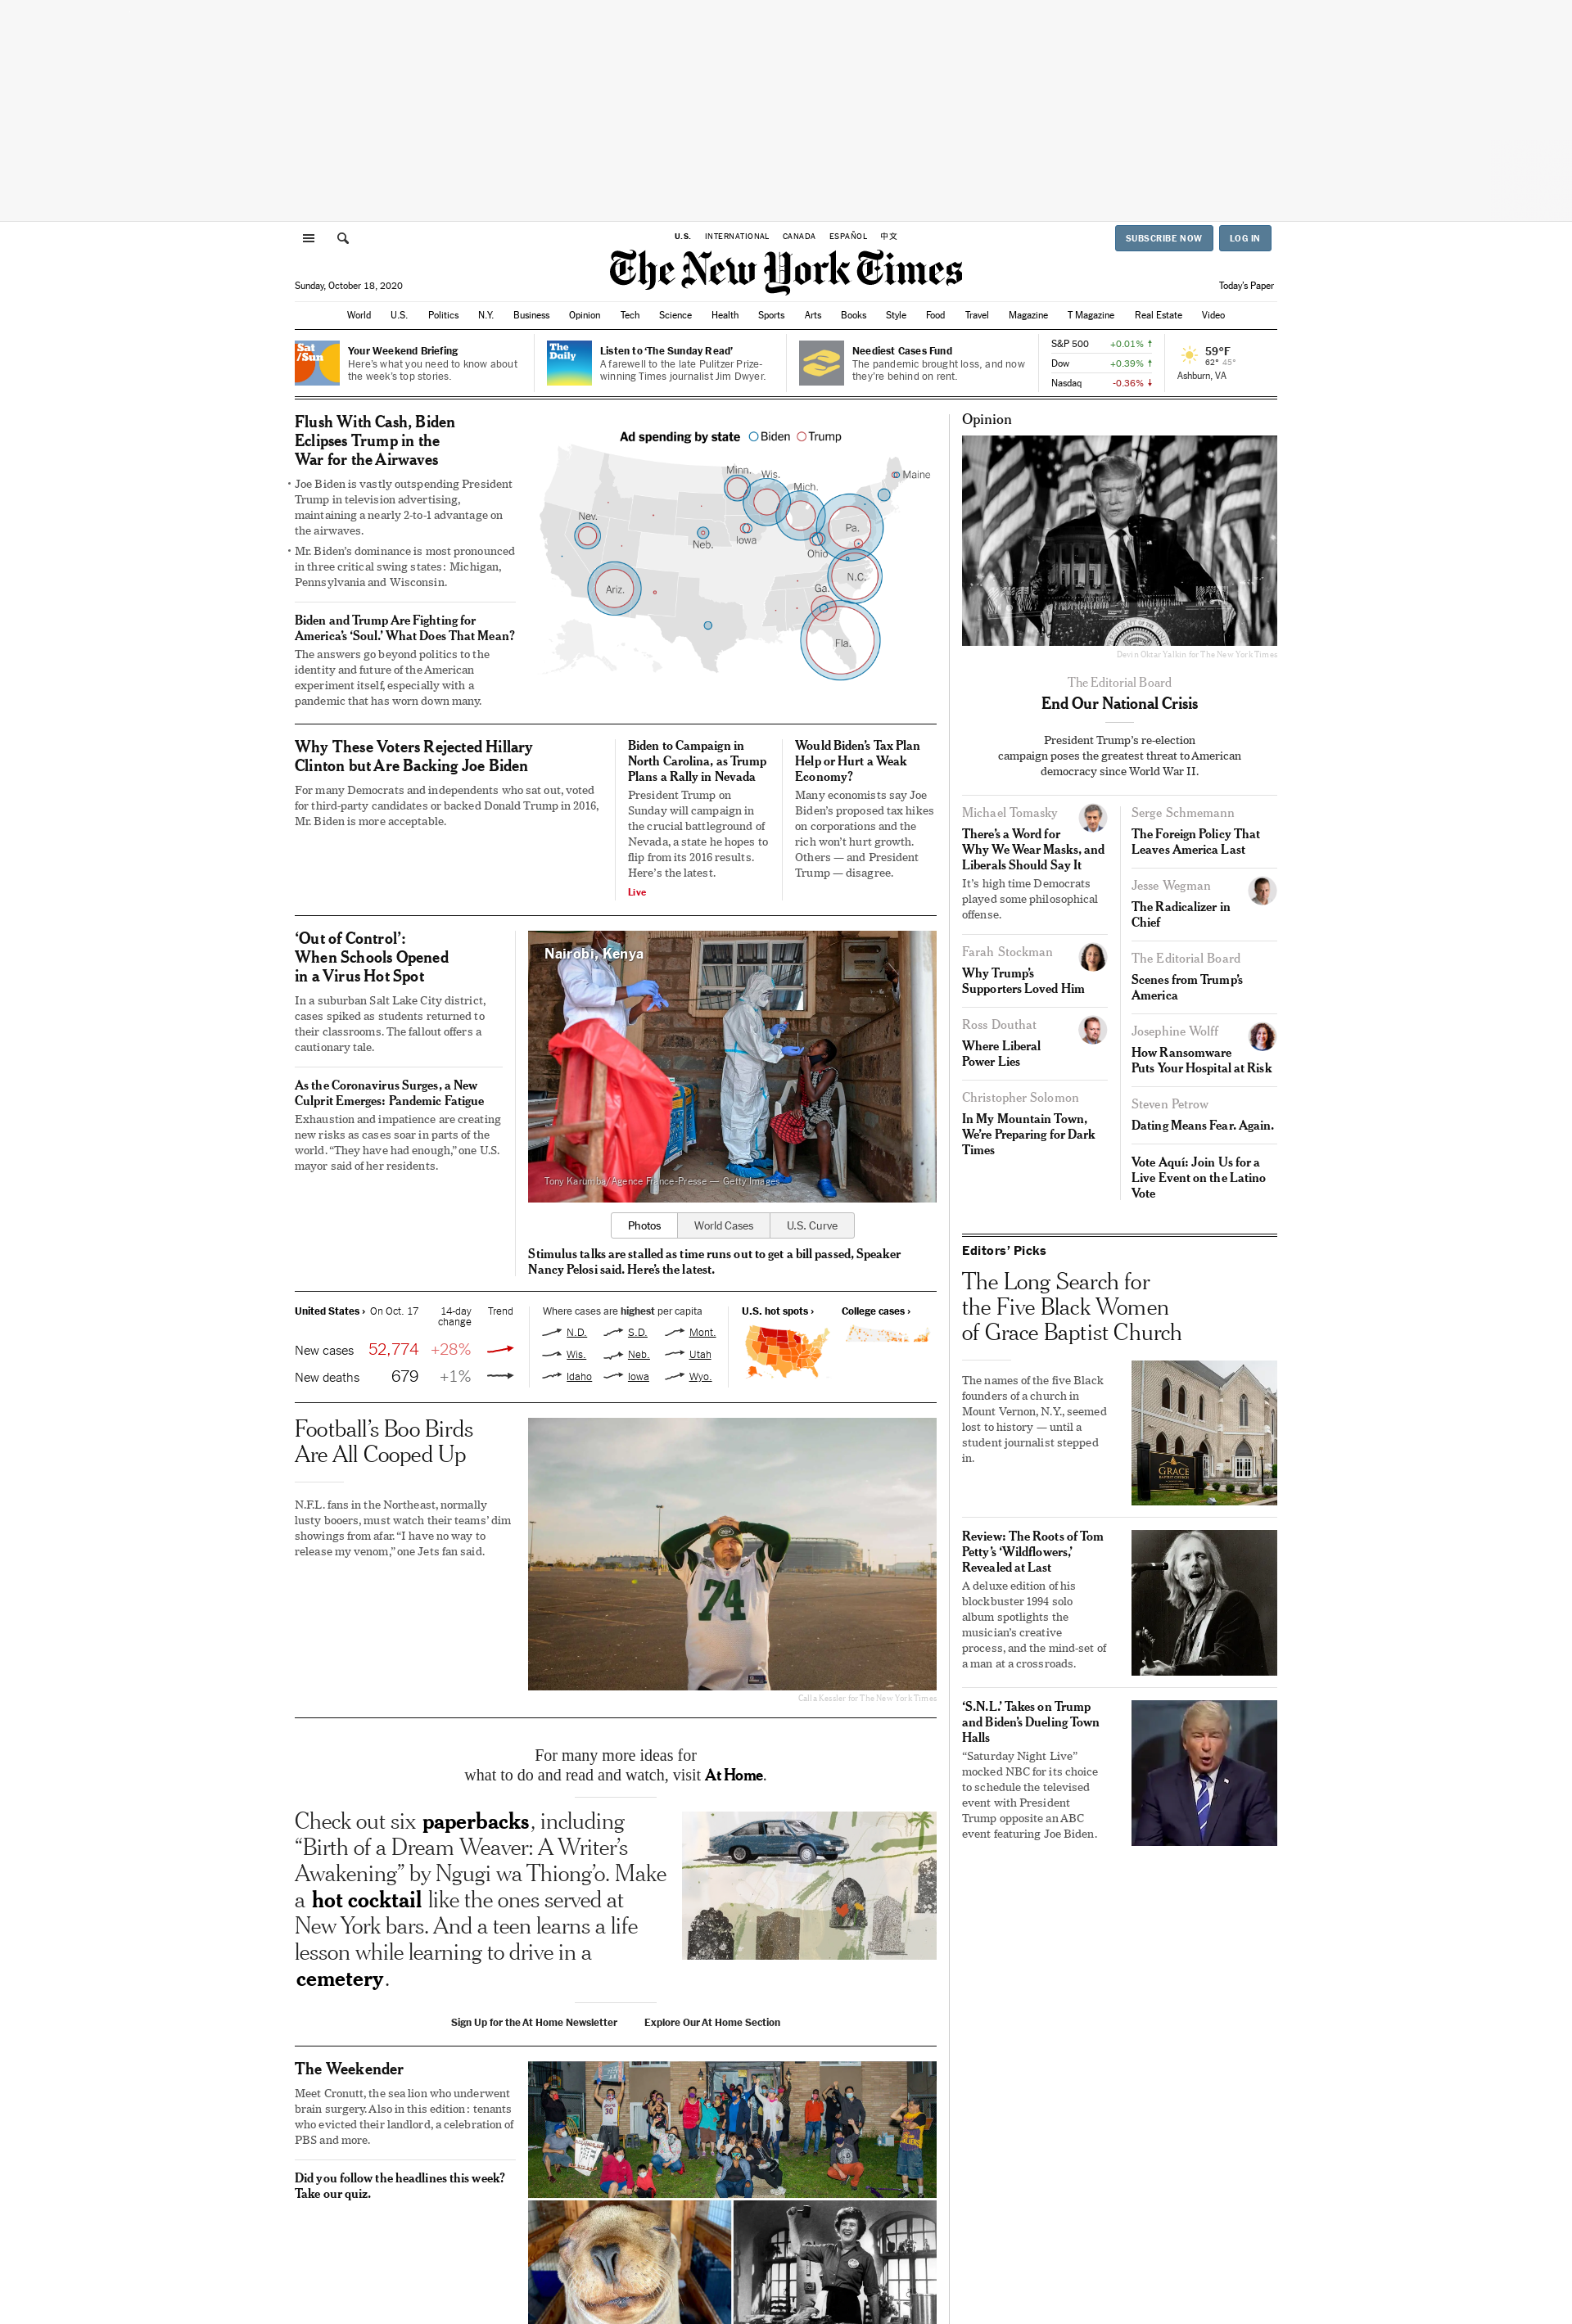 U.S. INTERNATIONAL CANADA ESPAÑOL 中文
SUBSCRIBE NOW
LOG IN
The New York Times
Sunday, October 18, 2020
Today's Paper
World U.S. Politics N.Y. Business Opinion Tech Science Health Sports Arts Books Style Food Travel Magazine T Magazine Real Estate Video
Sat
/Sun
Your Weekend Briefing
Here's what you need to know about
the week's top stories.
The
Daily
Listen to ‘The Sunday Read’
A farewell to the late Pulitzer Prize-
winning Times journalist Jim Dwyer.
Neediest Cases Fund
The pandemic brought loss, and now
they're behind on rent.
S&P 500 +0.01% ↑
Dow +0.39% ↑
Nasdaq -0.36% ↓
59°F
62° 45°
Ashburn, VA
Flush With Cash, Biden
Eclipses Trump in the
War for the Airwaves
• Joe Biden is vastly outspending President
Trump in television advertising,
maintaining a nearly 2-to-1 advantage on
the airwaves.
• Mr. Biden's dominance is most pronounced
in three critical swing states: Michigan,
Pennsylvania and Wisconsin.
Biden and Trump Are Fighting for
America's ‘Soul.’ What Does That Mean?
The answers go beyond politics to the
identity and future of the American
experiment itself, especially with a
pandemic that has worn down many.
Ad spending by state Biden Trump
Minn.
Wis.
Mich.
Maine
Nev.
Neb.
Iowa
Ohio
Pa.
Ariz.
N.C.
Ga.
Fla.
Why These Voters Rejected Hillary
Clinton but Are Backing Joe Biden
For many Democrats and independents who sat out, voted
for third-party candidates or backed Donald Trump in 2016,
Mr. Biden is more acceptable.
Biden to Campaign in
North Carolina, as Trump
Plans a Rally in Nevada
President Trump on
Sunday will campaign in
the crucial battleground of
Nevada, a state he hopes to
flip from its 2016 results.
Here's the latest.
Live
Would Biden's Tax Plan
Help or Hurt a Weak
Economy?
Many economists say Joe
Biden's proposed tax hikes
on corporations and the
rich won't hurt growth.
Others — and President
Trump — disagree.
‘Out of Control’:
When Schools Opened
in a Virus Hot Spot
In a suburban Salt Lake City district,
cases spiked as students returned to
their classrooms. The fallout offers a
cautionary tale.
As the Coronavirus Surges, a New
Culprit Emerges: Pandemic Fatigue
Exhaustion and impatience are creating
new risks as cases soar in parts of the
world. “They have had enough,” one U.S.
mayor said of her residents.
Nairobi, Kenya
Tony Karumba/Agence France-Presse — Getty Images
Photos World Cases U.S. Curve
Stimulus talks are stalled as time runs out to get a bill passed, Speaker
Nancy Pelosi said. Here's the latest.
United States › On Oct. 17 14-day Trend
change
New cases 52,774 +28%
New deaths 679 +1%
Where cases are highest per capita
N.D. S.D. Mont.
Wis. Neb. Utah
Idaho Iowa Wyo.
U.S. hot spots ›
College cases ›
Football's Boo Birds
Are All Cooped Up
N.F.L. fans in the Northeast, normally
lusty booers, must watch their teams' dim
showings from afar. “I have no way to
release my venom,” one Jets fan said.
74
Calla Kessler for The New York Times
For many more ideas for
what to do and read and watch, visit At Home.
Check out six paperbacks, including
“Birth of a Dream Weaver: A Writer's
Awakening” by Ngugi wa Thiong'o. Make
a hot cocktail like the ones served at
New York bars. And a teen learns a life
lesson while learning to drive in a
cemetery.
Sign Up for the At Home Newsletter
Explore Our At Home Section
The Weekender
Meet Cronutt, the sea lion who underwent
brain surgery. Also in this edition: tenants
who evicted their landlord, a celebration of
PBS and more.
Did you follow the headlines this week?
Take our quiz.
30
Opinion
Devin Oktar Yalkin for The New York Times
The Editorial Board
End Our National Crisis
President Trump's re-election
campaign poses the greatest threat to American
democracy since World War II.
Michael Tomasky
There's a Word for
Why We Wear Masks, and
Liberals Should Say It
It's high time Democrats
played some philosophical
offense.
Farah Stockman
Why Trump's
Supporters Loved Him
Ross Douthat
Where Liberal
Power Lies
Christopher Solomon
In My Mountain Town,
We're Preparing for Dark
Times
Serge Schmemann
The Foreign Policy That
Leaves America Last
Jesse Wegman
The Radicalizer in
Chief
The Editorial Board
Scenes from Trump's
America
Josephine Wolff
How Ransomware
Puts Your Hospital at Risk
Steven Petrow
Dating Means Fear. Again.
Vote Aquí: Join Us for a
Live Event on the Latino
Vote
Editors' Picks
The Long Search for
the Five Black Women
of Grace Baptist Church
The names of the five Black
founders of a church in
Mount Vernon, N.Y., seemed
lost to history — until a
student journalist stepped
in.
GRACE
Review: The Roots of Tom
Petty's ‘Wildflowers,’
Revealed at Last
A deluxe edition of his
blockbuster 1994 solo
album spotlights the
musician's creative
process, and the mind-set of
a man at a crossroads.
‘S.N.L.’ Takes on Trump
and Biden's Dueling Town
Halls
“Saturday Night Live”
mocked NBC for its choice
to schedule the televised
event with President
Trump opposite an ABC
event featuring Joe Biden.